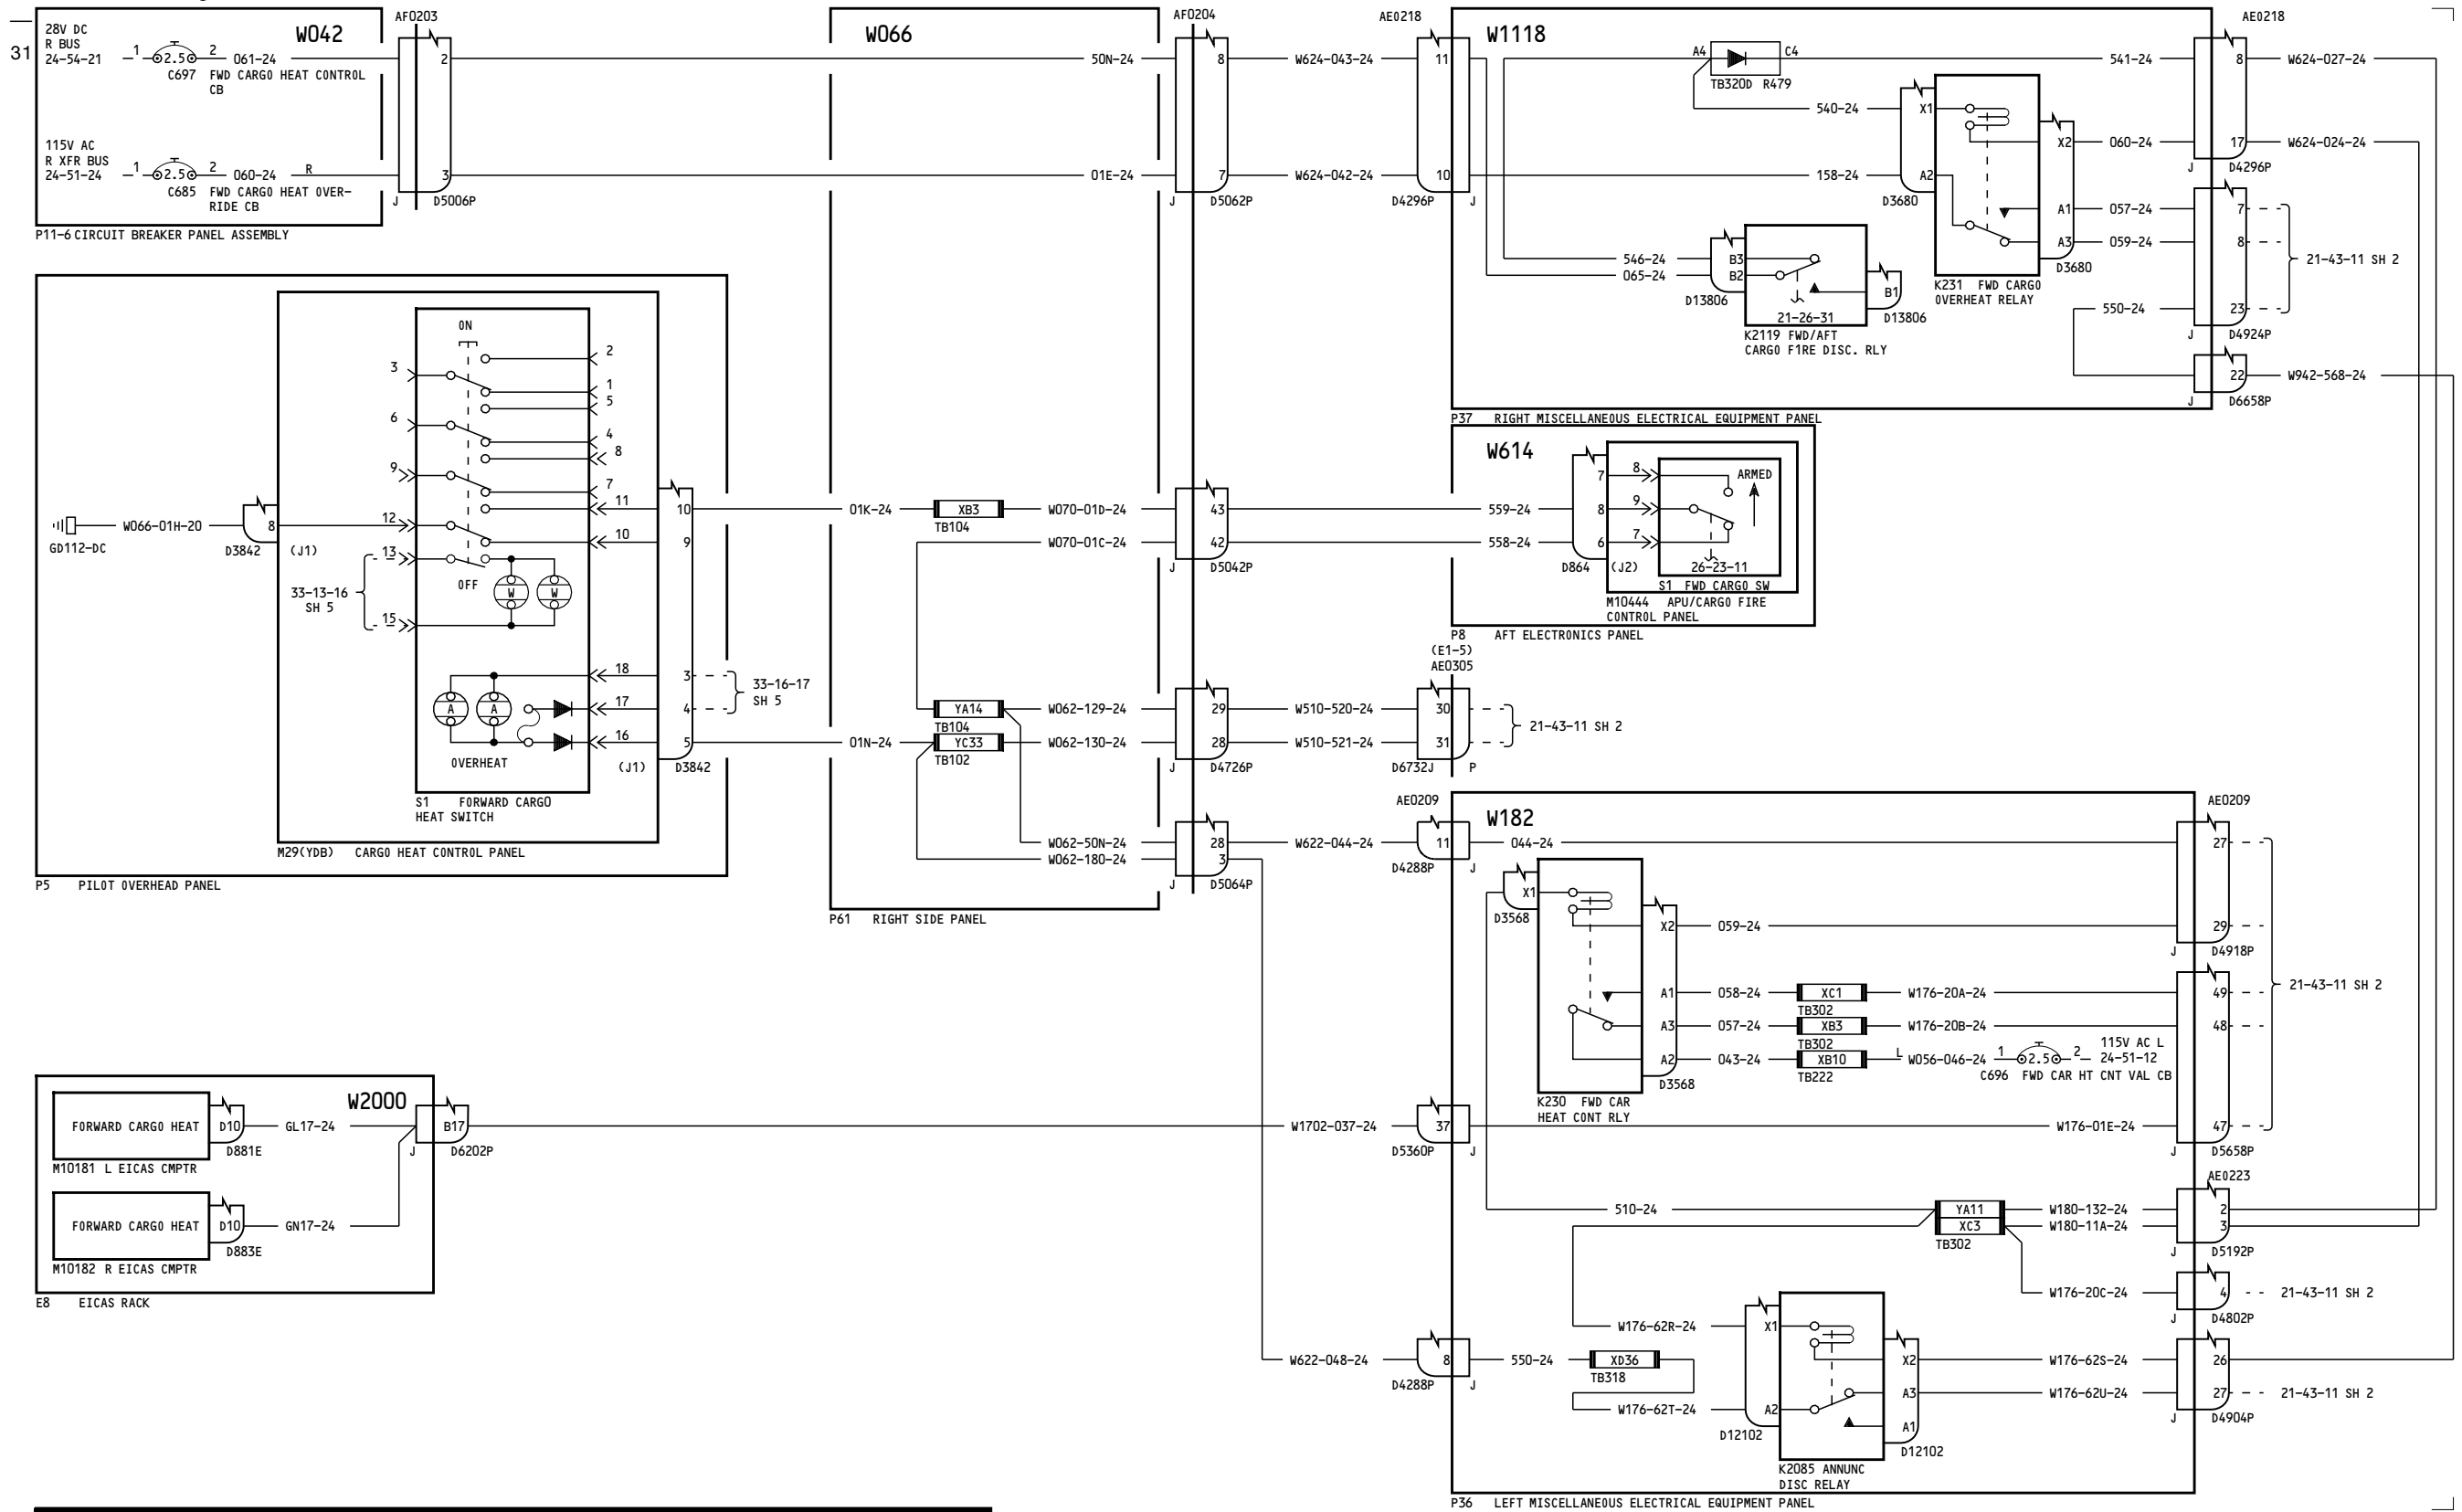 31
28V DC
R BUS
24-54-21
1
2.5
2
061-24
C697 FWD CARGO HEAT CONTROL
CB
W042
115V AC
R XFR BUS
24-51-24
1
2.5
2
060-24
R
C685 FWD CARGO HEAT OVER-
RIDE CB
P11-6 CIRCUIT BREAKER PANEL ASSEMBLY
AF0203
2
3
J
D5006P
W066
50N-24
01E-24
AF0204
8
7
J
D5062P
W624-043-24
W624-042-24
AE0218
11
10
D4296P
J
W1118
A4
C4
TB320D R479
541-24
540-24
X1
158-24
A2
D3680
X2
060-24
A1
057-24
A3
059-24
D3680
K231 FWD CARGO
OVERHEAT RELAY
546-24
065-24
B3
B2
D13806
B1
D13806
21-26-31
K2119 FWD/AFT
CARGO F1RE DISC. RLY
550-24
AE0218
8
W624-027-24
17
W624-024-24
J
D4296P
7
8
23
21-43-11 SH 2
J
D4924P
22
W942-568-24
J
D6658P
P37 RIGHT MISCELLANEOUS ELECTRICAL EQUIPMENT PANEL
ON
3
2
1
5
6
4
8
9
7
11
12
10
13
OFF
W
W
15
33-13-16
SH 5
GD112-DC
W066-01H-20
8
D3842
(J1)
18
17
16
A
A
OVERHEAT
S1 FORWARD CARGO
HEAT SWITCH
10
9
3
4
5
(J1)
D3842
33-16-17
SH 5
M29(YDB) CARGO HEAT CONTROL PANEL
P5 PILOT OVERHEAD PANEL
01K-24
XB3
TB104
W070-01D-24
W070-01C-24
43
42
J
D5042P
559-24
558-24
W614
7
8
6
D864
(J2)
8
9
7
ARMED
26-23-11
S1 FWD CARGO SW
M10444 APU/CARGO FIRE
CONTROL PANEL
P8 AFT ELECTRONICS PANEL
(E1-5)
AE0305
01N-24
YA14
TB104
YC33
TB102
W062-129-24
W062-130-24
29
28
J
D4726P
W510-520-24
W510-521-24
30
31
D6732J
P
21-43-11 SH 2
W062-50N-24
W062-180-24
28
3
J
D5064P
P61 RIGHT SIDE PANEL
W622-044-24
AE0209
11
D4288P
J
W182
044-24
X1
D3568
X2
059-24
A1
058-24
XC1
TB302
W176-20A-24
A3
057-24
XB3
TB302
W176-20B-24
A2
043-24
XB10
TB222
L
W056-046-24
1
2.5
2
115V AC L
24-51-12
C696 FWD CAR HT CNT VAL CB
D3568
K230 FWD CAR
HEAT CONT RLY
AE0209
27
29
J
D4918P
49
48
47
21-43-11 SH 2
J
D5658P
W2000
FORWARD CARGO HEAT
D10
GL17-24
D881E
M10181 L EICAS CMPTR
FORWARD CARGO HEAT
D10
GN17-24
D883E
M10182 R EICAS CMPTR
B17
J
D6202P
E8 EICAS RACK
W1702-037-24
37
D5360P
J
W176-01E-24
AE0223
510-24
YA11
XC3
TB302
W180-132-24
W180-11A-24
2
3
J
D5192P
W176-20C-24
4
21-43-11 SH 2
J
D4802P
W622-048-24
8
D4288P
J
550-24
XD36
TB318
W176-62R-24
W176-62T-24
X1
A2
D12102
X2
A3
A1
D12102
K2085 ANNUNC
DISC RELAY
W176-62S-24
W176-62U-24
26
27
21-43-11 SH 2
J
D4904P
P36 LEFT MISCELLANEOUS ELECTRICAL EQUIPMENT PANEL